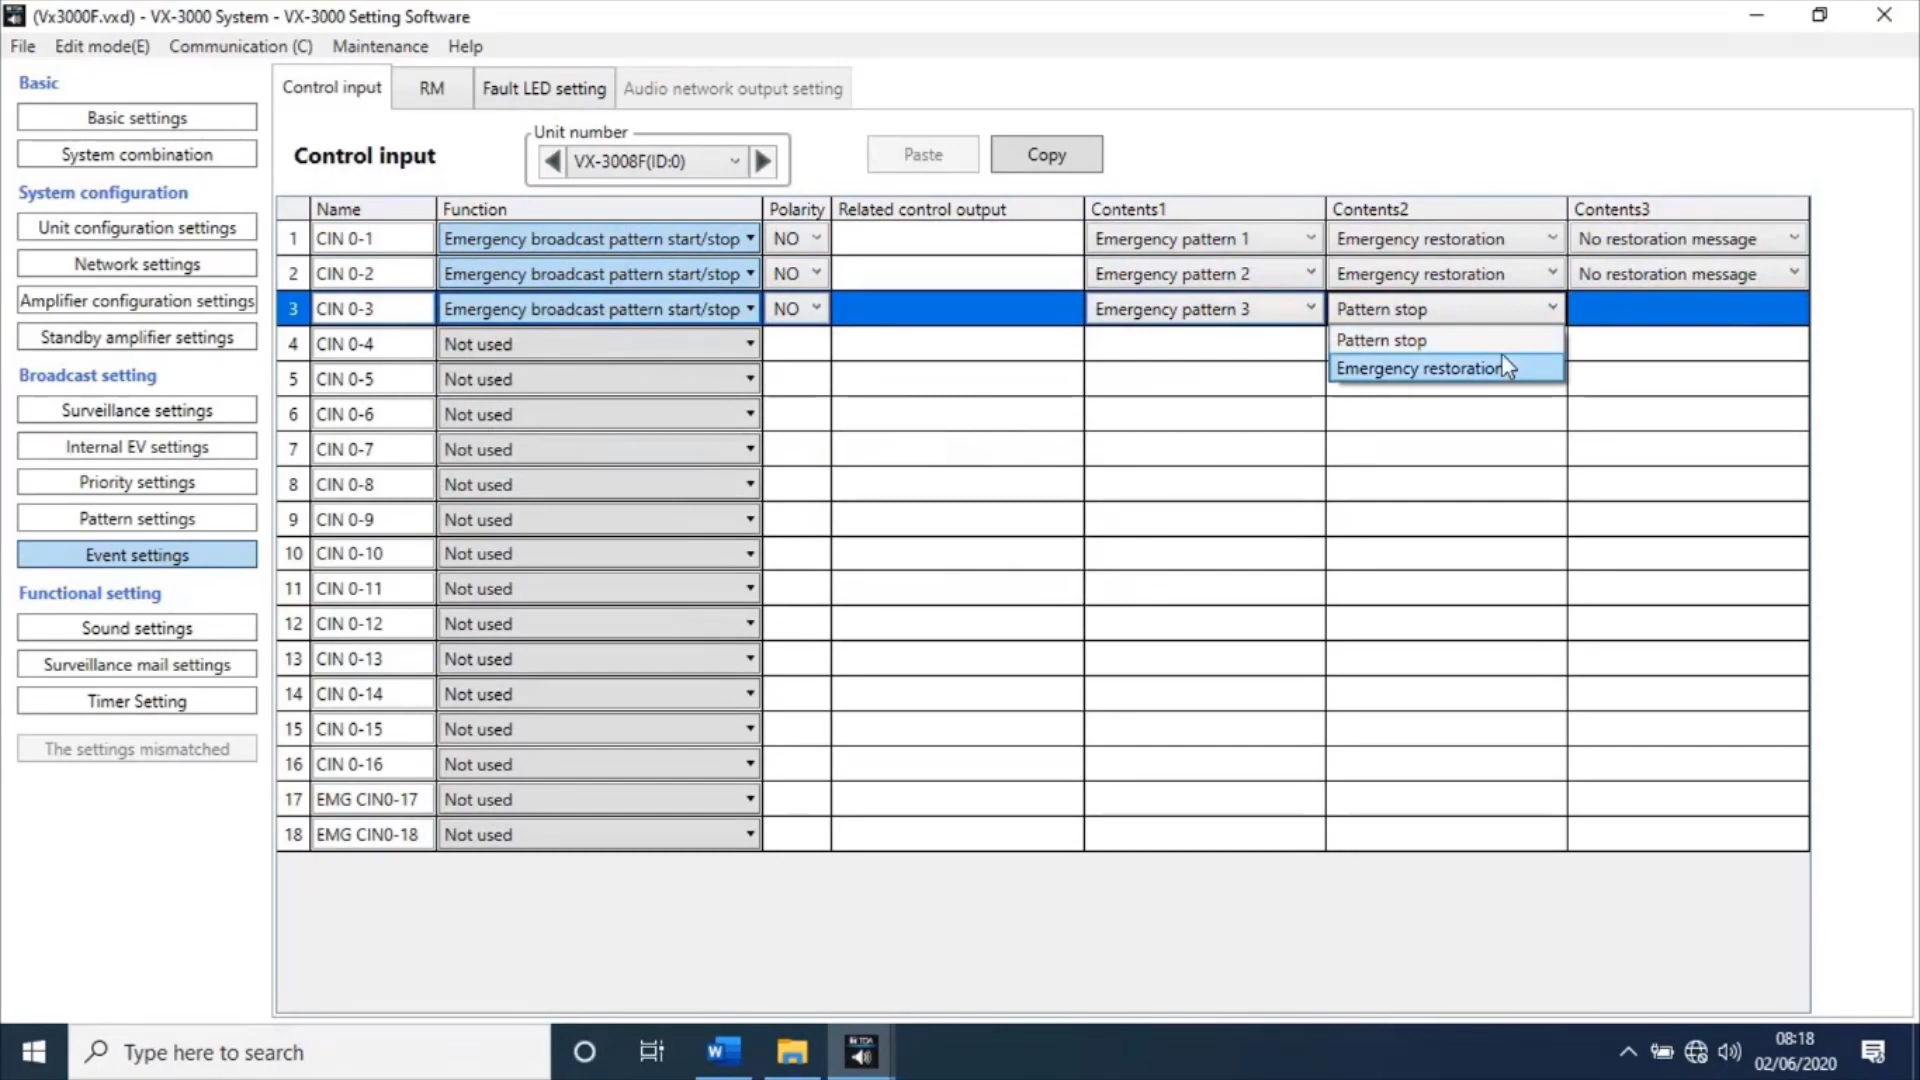 (Vx3000F.vxd) - VX-3000 System - VX-3000 Setting Software
File Edit mode(E) Communication (C) Maintenance Help
Basic
Basic settings
System combination
System configuration
Unit configuration settings
Network settings
Amplifier configuration settings
Standby amplifier settings
Broadcast setting
Surveillance settings
Internal EV settings
Priority settings
Pattern settings
Event settings
Functional setting
Sound settings
Surveillance mail settings
Timer Setting
The settings mismatched
Control input RM Fault LED setting Audio network output setting
Control input
Unit number
VX-3008F(ID:0)
Paste Copy
Name Function Polarity Related control output Contents1 Contents2 Contents3
1 CIN 0-1 Emergency broadcast pattern start/stop NO Emergency pattern 1 Emergency restoration No restoration message
2 CIN 0-2 Emergency broadcast pattern start/stop NO Emergency pattern 2 Emergency restoration No restoration message
3 CIN 0-3 Emergency broadcast pattern start/stop NO Emergency pattern 3 Pattern stop
Pattern stop
Emergency restoration
4 CIN 0-4 Not used
5 CIN 0-5 Not used
6 CIN 0-6 Not used
7 CIN 0-7 Not used
8 CIN 0-8 Not used
9 CIN 0-9 Not used
10 CIN 0-10 Not used
11 CIN 0-11 Not used
12 CIN 0-12 Not used
13 CIN 0-13 Not used
14 CIN 0-14 Not used
15 CIN 0-15 Not used
16 CIN 0-16 Not used
17 EMG CIN0-17 Not used
18 EMG CIN0-18 Not used
Type here to search
W
TOA
08:18
02/06/2020